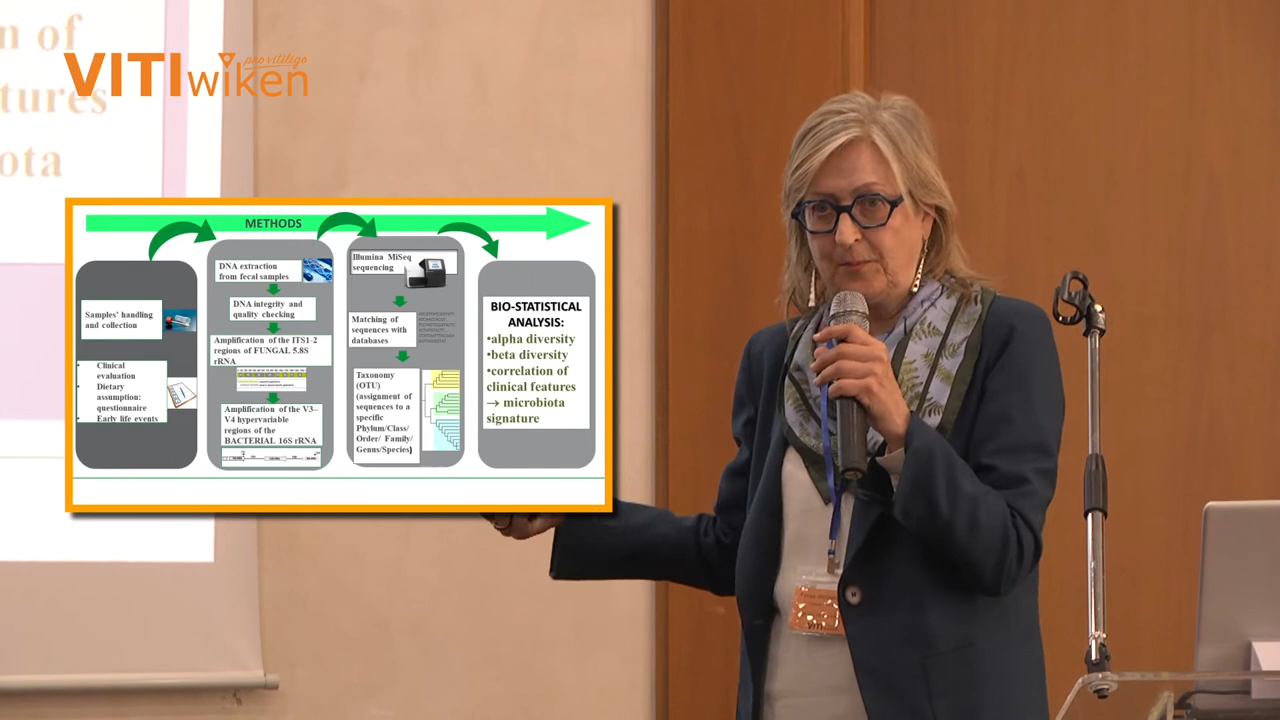 n of
tures
ota
pro vitiligo
VITIwiken
METHODS
Samples' handling
and collection
• Clinical
evaluation
• Dietary
assumption:
questionnaire
• Early life events
DNA extraction
from fecal samples
DNA integrity and
quality checking
Amplification of the ITS1-2
regions of FUNGAL 5.8S
rRNA
Amplification of the V3–
V4 hypervariable
regions of the
BACTERIAL 16S rRNA
Illumina MiSeq
sequencing
Matching of
sequences with
databases
Taxonomy
(OTU)
(assignment of
sequences to a
specific
Phylum/Class/
Order/ Family/
Genus/Species)
BIO-STATISTICAL
ANALYSIS:
•alpha diversity
•beta diversity
•correlation of
clinical features
→ microbiota
signature
VITI